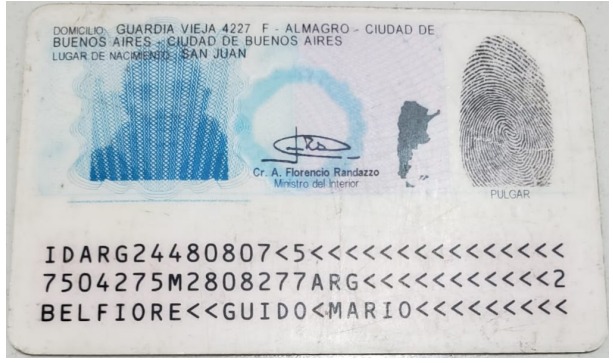 DOMICILIO: GUARDIA VIEJA 4227 F - ALMAGRO - CIUDAD DE
BUENOS AIRES - CIUDAD DE BUENOS AIRES
LUGAR DE NACIMIENTO: SAN JUAN
Cr. A. Florencio Randazzo
Ministro del Interior
PULGAR
IDARG24480807<5<<<<<<<<<<<<<<<
7504275M2808277ARG<<<<<<<<<<<2
BELFIORE<<GUIDO<MARIO<<<<<<<<<